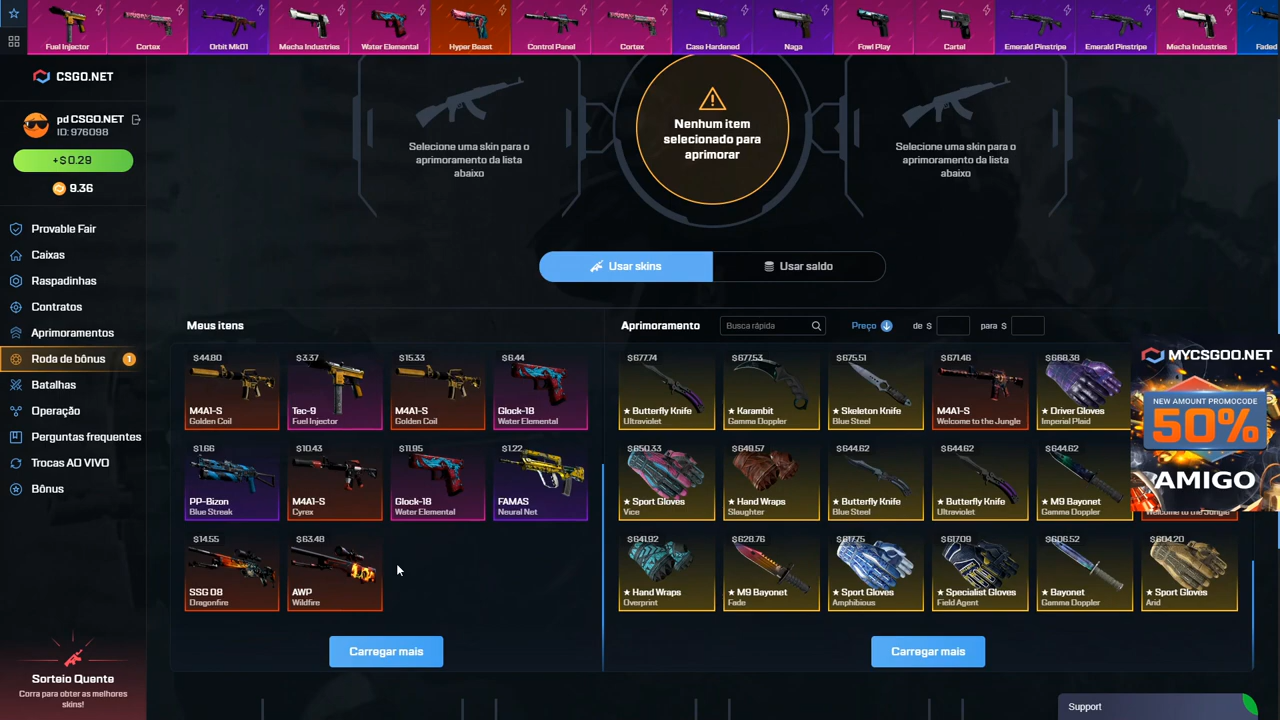 Fuel Injector
Cortex
Orbit Mk01
Mecha Industries
Water Elemental
Hyper Beast
Control Panel
Cortex
Case Hardened
Naga
Fowl Play
Cartel
Emerald Pinstripe
Emerald Pinstripe
Mecha Industries
Faded
CSGO.NET
pd CSGO.NET
ID: 976098
+$ 0.29
9.36
Provable Fair
Caixas
Raspadinhas
Contratos
Aprimoramentos
Roda de bônus 1
Batalhas
Operação
Perguntas frequentes
Trocas AO VIVO
Bônus
Sorteio Quente
Corra para obter as melhores
skins!
Selecione uma skin para o
aprimoramento da lista
abaixo
Nenhum item
selecionado para
aprimorar
Selecione uma skin para o
aprimoramento da lista
abaixo
Usar skins
Usar saldo
Meus itens
$44.80
M4A1-S
Golden Coil
$3.37
Tec-9
Fuel Injector
$15.33
M4A1-S
Golden Coil
$6.44
Glock-18
Water Elemental
$1.66
PP-Bizon
Blue Streak
$10.43
M4A1-S
Cyrex
$11.95
Glock-18
Water Elemental
$1.22
FAMAS
Neural Net
$14.55
SSG 08
Dragonfire
$63.48
AWP
Wildfire
Carregar mais
Aprimoramento
Busca rápida
Preço
de $
para $
$677.74
★ Butterfly Knife
Ultraviolet
$677.53
★ Karambit
Gamma Doppler
$675.51
★ Skeleton Knife
Blue Steel
$671.46
M4A1-S
Welcome to the Jungle
$668.38
★ Driver Gloves
Imperial Plaid
$650.33
★ Sport Gloves
Vice
$649.57
★ Hand Wraps
Slaughter
$644.62
★ Butterfly Knife
Blue Steel
$644.62
★ Butterfly Knife
Ultraviolet
$644.62
★ M9 Bayonet
Gamma Doppler
Welcome to the Jungle
$641.92
★ Hand Wraps
Overprint
$628.76
★ M9 Bayonet
Fade
$617.75
★ Sport Gloves
Amphibious
$617.09
★ Specialist Gloves
Field Agent
$606.52
★ Bayonet
Gamma Doppler
$604.20
★ Sport Gloves
Arid
Carregar mais
MYCSGOO.NET
NEW AMOUNT PROMOCODE
50%
AMIGO
Support